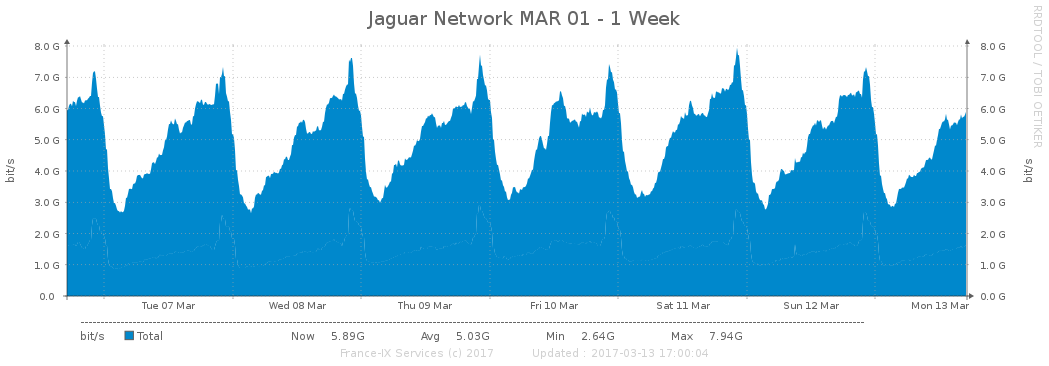 Jaguar Network MAR 01 - 1 Week
RRDTOOL / TOBI OETIKER
8.0 G 8.0 G
7.0 G 7.0 G
6.0 G 6.0 G
5.0 G 5.0 G
4.0 G 4.0 G
3.0 G 3.0 G
2.0 G 2.0 G
1.0 G 1.0 G
0.0 0.0 G
bit/s
bit/s
Tue 07 Mar Wed 08 Mar Thu 09 Mar Fri 10 Mar Sat 11 Mar Sun 12 Mar Mon 13 Mar
bit/s Total Now 5.89G Avg 5.03G Min 2.64G Max 7.94G
France-IX Services (c) 2017 Updated : 2017-03-13 17:00:04